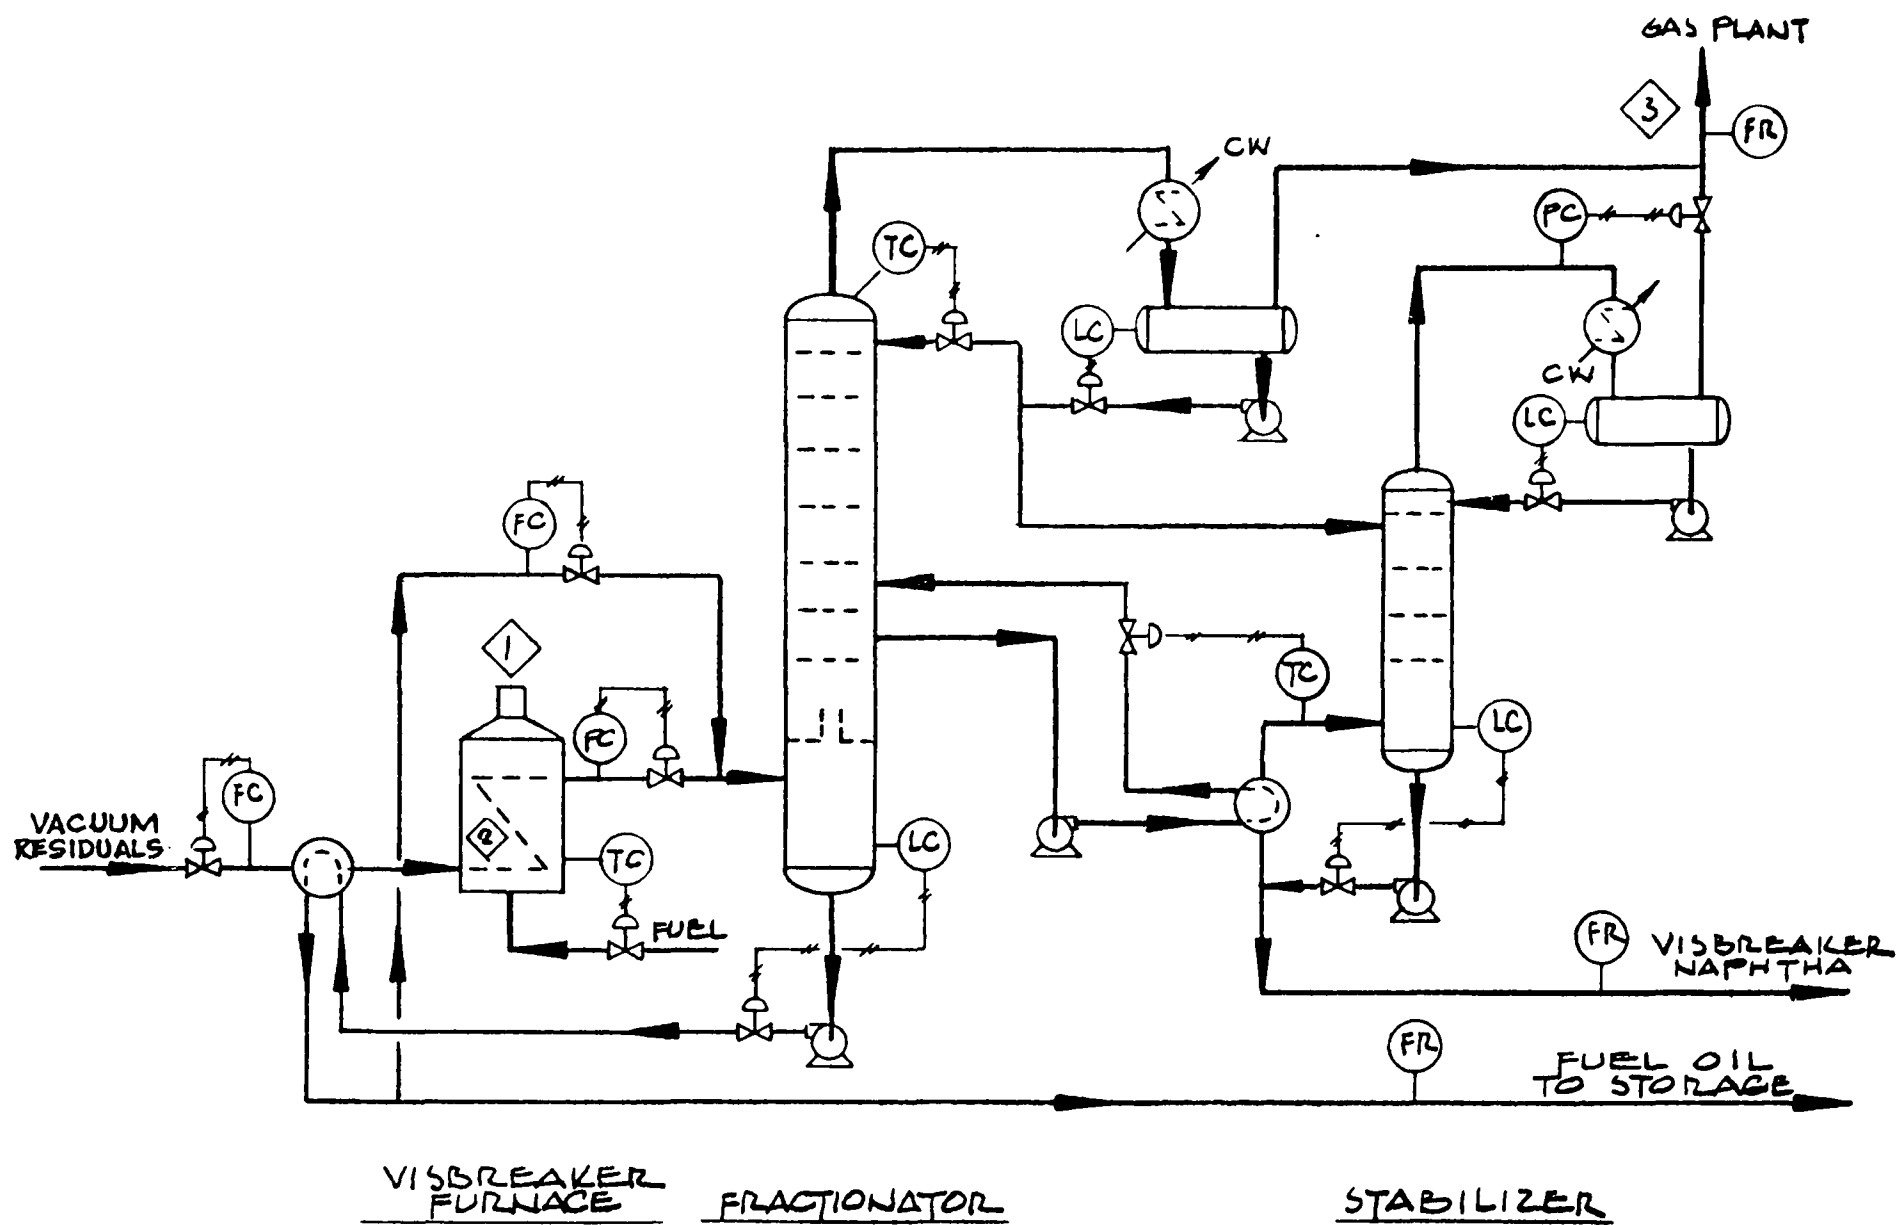 GAS PLANT
3
FR
CW
PC
TC
LC
CW
LC
FC
1
TC
FC
LC
FC
VACUUM
RESIDUALS
2
TC
LC
FUEL
FR
VISBREAKER
NAPHTHA
FR
FUEL OIL
TO STORAGE
VISBREAKER
FURNACE
FRACTIONATOR
STABILIZER